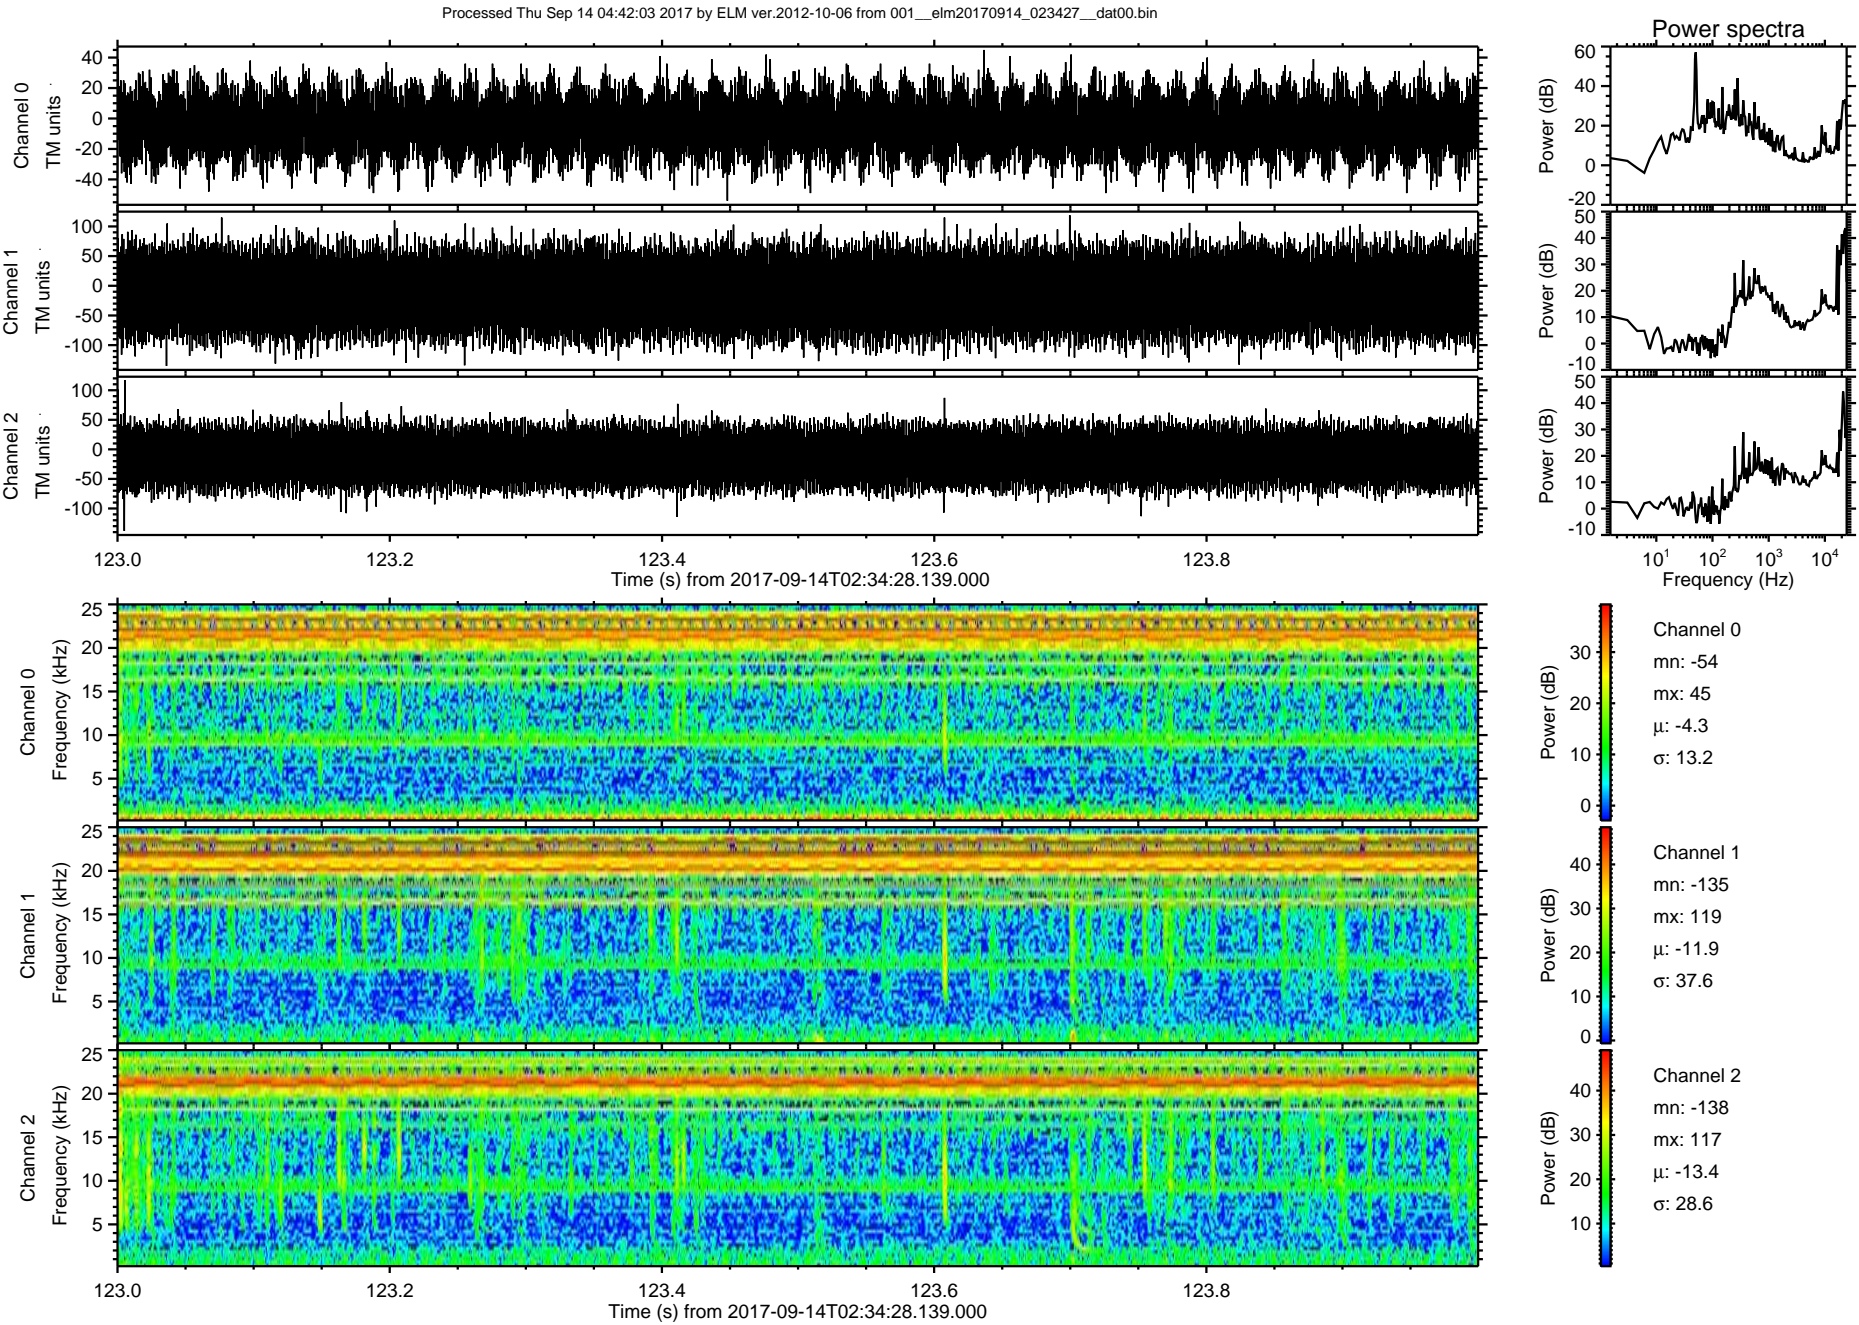 Processed Thu Sep 14 04:42:03 2017 by ELM ver.2012-10-06 from 001__elm20170914_023427__dat00.bin
Power spectra
Channel 0
TM units
40
20
0
-20
-40
Power (dB)
60
40
20
0
-20
Channel 1
TM units
100
50
0
-50
-100
Power (dB)
50
40
30
20
10
0
-10
Channel 2
TM units
100
50
0
-50
-100
Power (dB)
50
40
30
20
10
0
-10
123.0 123.2 123.4 123.6 123.8
Time (s) from 2017-09-14T02:34:28.139.000
10¹ 10² 10³ 10⁴
Frequency (Hz)
Channel 0
Frequency (kHz)
25
20
15
10
5
Power (dB)
30
20
10
0
Channel 0
mn: -54
mx: 45
μ: -4.3
σ: 13.2
Channel 1
Frequency (kHz)
25
20
15
10
5
Power (dB)
40
30
20
10
0
Channel 1
mn: -135
mx: 119
μ: -11.9
σ: 37.6
Channel 2
Frequency (kHz)
25
20
15
10
5
Power (dB)
40
30
20
10
Channel 2
mn: -138
mx: 117
μ: -13.4
σ: 28.6
123.0 123.2 123.4 123.6 123.8
Time (s) from 2017-09-14T02:34:28.139.000